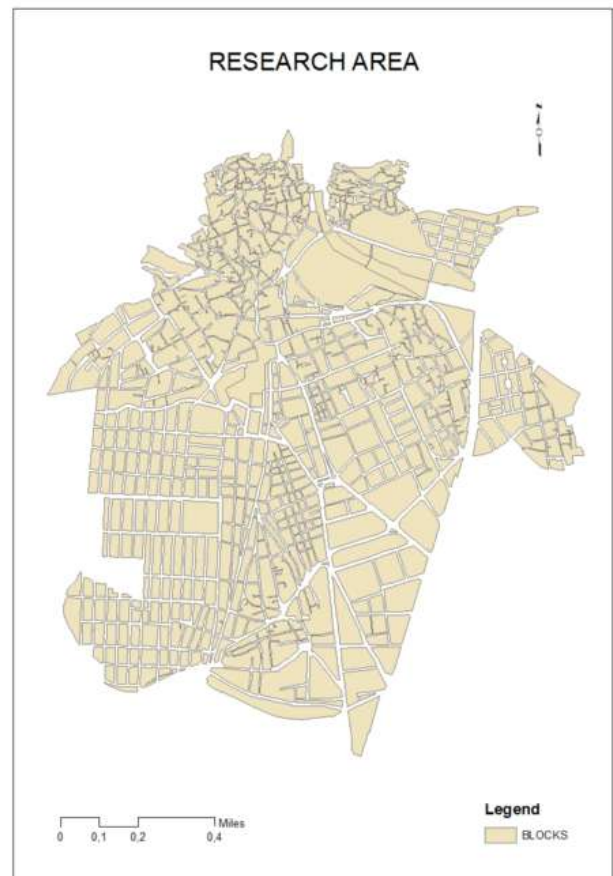 RESEARCH AREA
N
Miles
0 0,1 0,2 0,4
Legend
BLOCKS